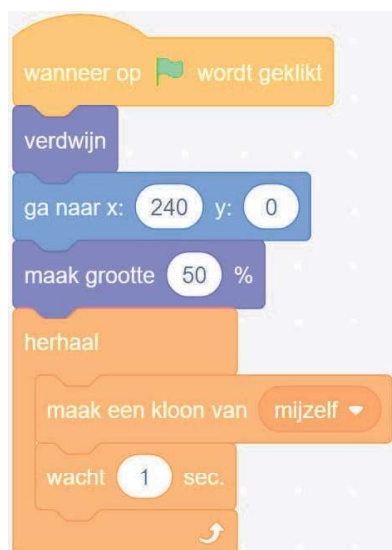 wanneer op wordt geklikt
verdwijn
ga naar x: 240 y: 0
maak grootte 50 %
herhaal
maak een kloon van mijzelf
wacht 1 sec.